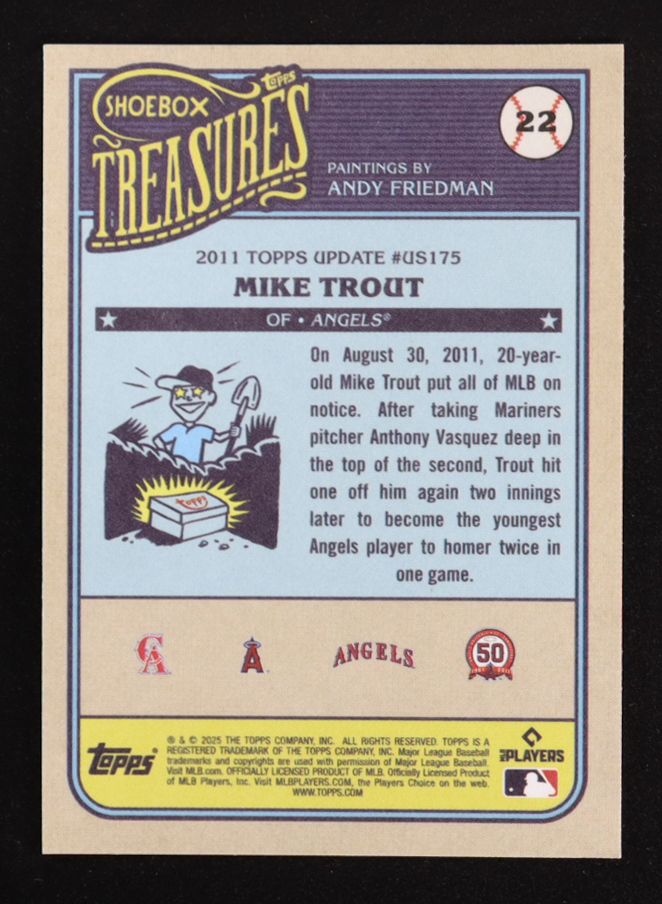 topps
SHOEBOX
TREASURES
22
PAINTINGS BY
ANDY FRIEDMAN
2011 TOPPS UPDATE #US175
MIKE TROUT
OF • ANGELS®
On August 30, 2011, 20-year-
old Mike Trout put all of MLB on
notice. After taking Mariners
pitcher Anthony Vasquez deep in
the top of the second, Trout hit
one off him again two innings
later to become the youngest
Angels player to homer twice in
one game.
topps
CA
A
ANGELS
50
topps
® & © 2025 THE TOPPS COMPANY, INC. ALL RIGHTS RESERVED. TOPPS IS A
REGISTERED TRADEMARK OF THE TOPPS COMPANY, INC. Major League Baseball
trademarks and copyrights are used with permission of Major League Baseball.
Visit MLB.com. OFFICIALLY LICENSED PRODUCT OF MLB. Officially Licensed Product
of MLB Players, Inc. Visit MLBPLAYERS.COM, the Players Choice on the web.
WWW.TOPPS.COM
MLB PLAYERS